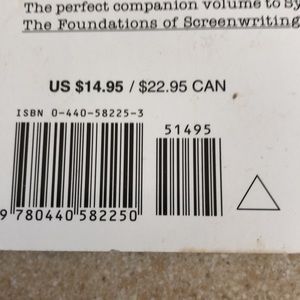 The perfect companion volume to Sy
The Foundations of Screenwriting
US $14.95 / $22.95 CAN
ISBN 0-440-58225-3
51495
9 780440 582250